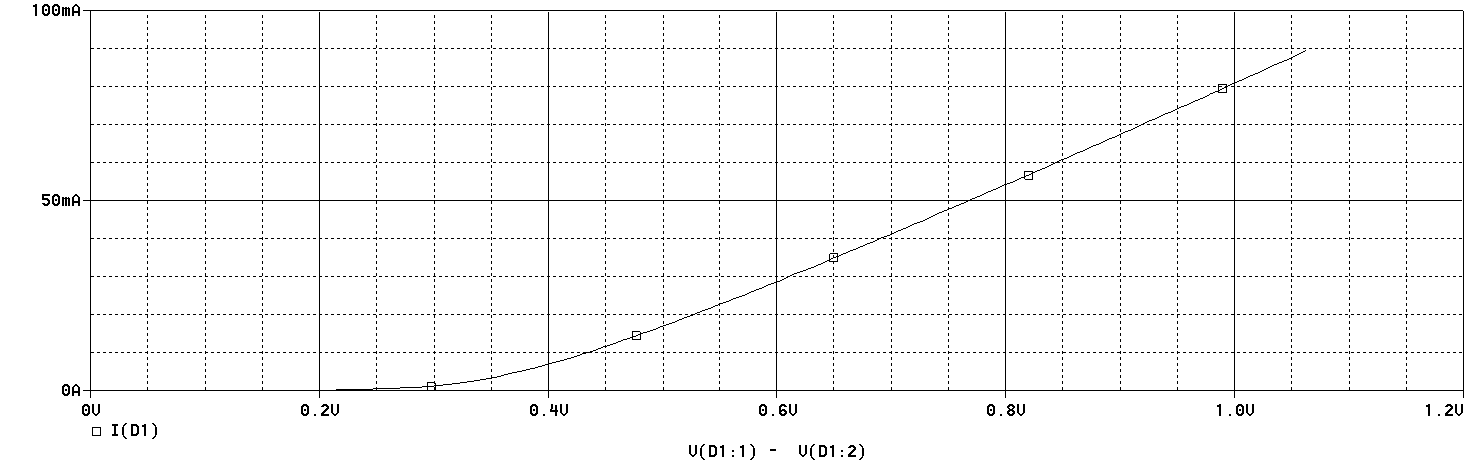 100mA
50mA
0A
0V 0.2V 0.4V 0.6V 0.8V 1.0V 1.2V
I(D1)
V(D1:1) - V(D1:2)